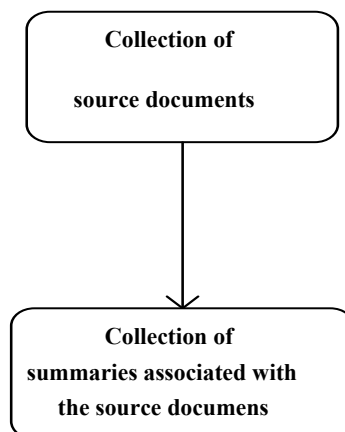 Collection of
source documents
Collection of
summaries associated with
the source documens